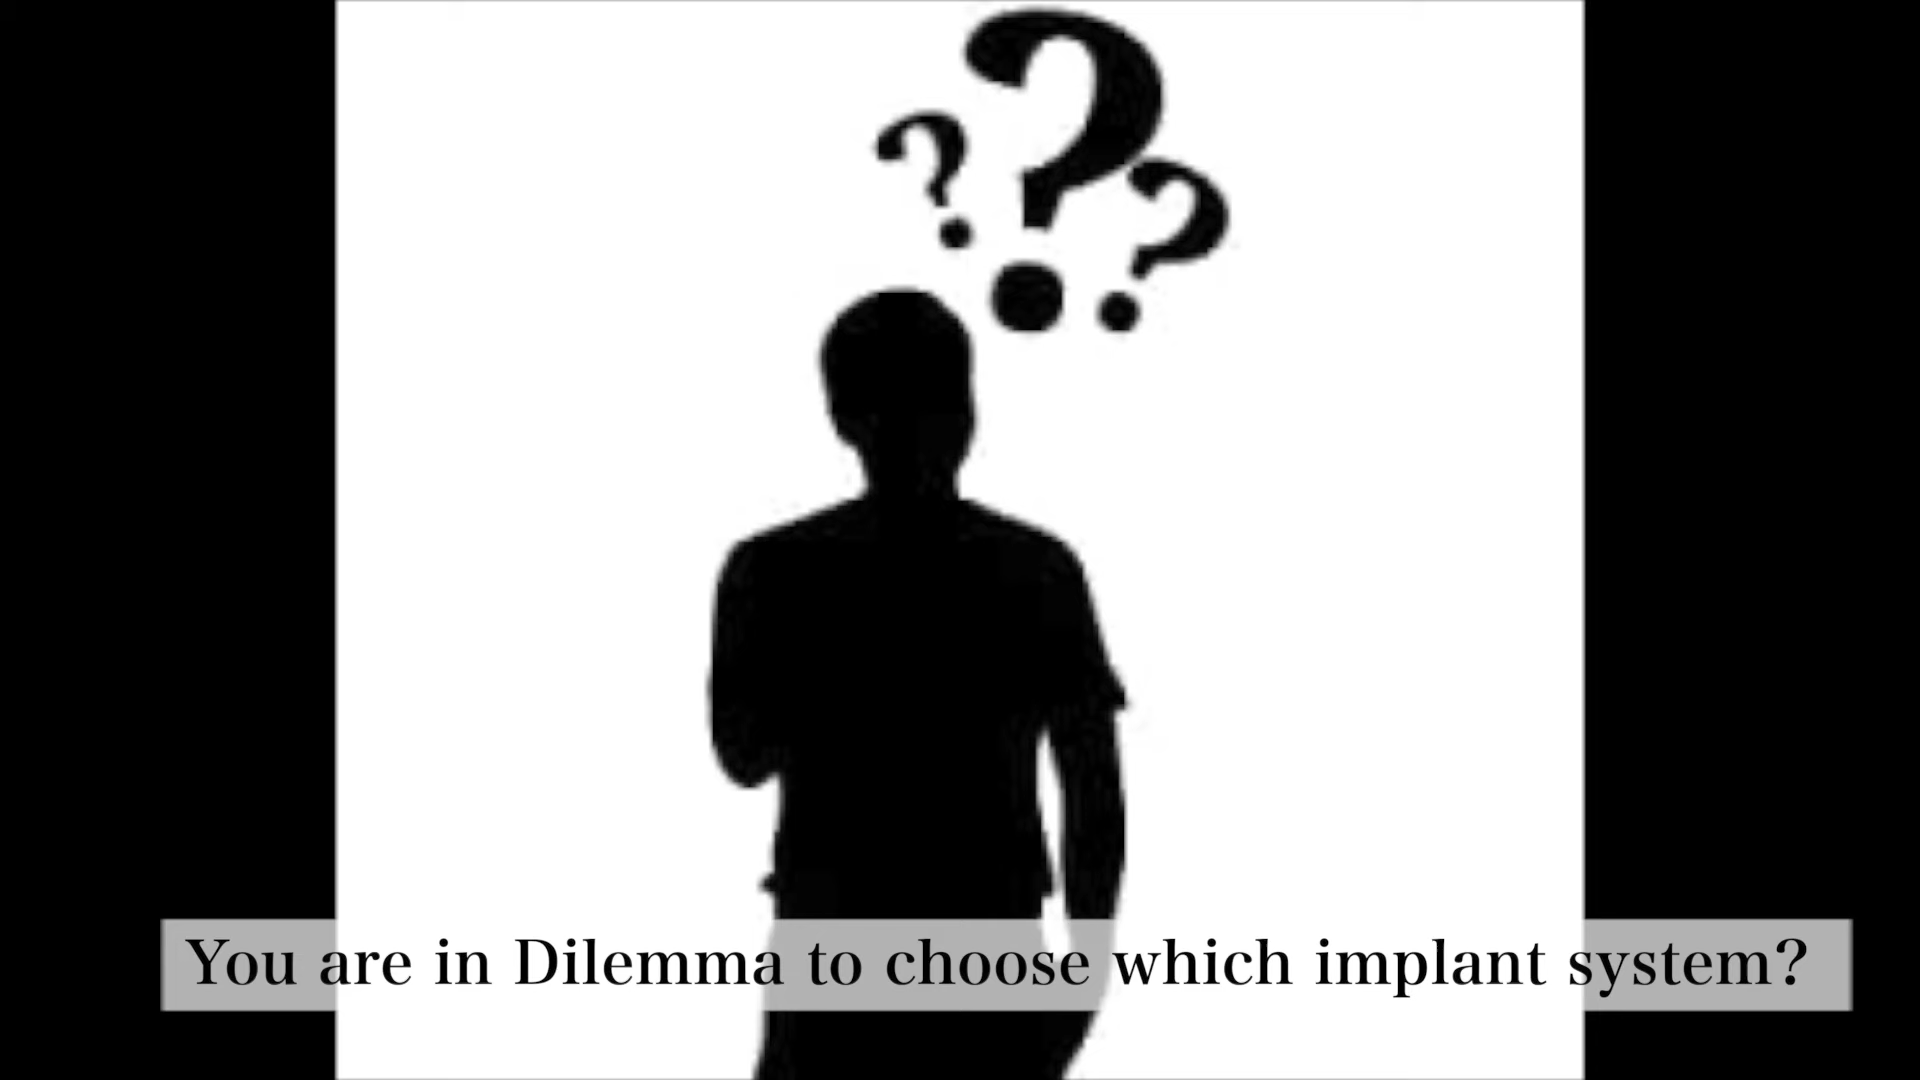 ? ? ?
You are in Dilemma to choose which implant system?